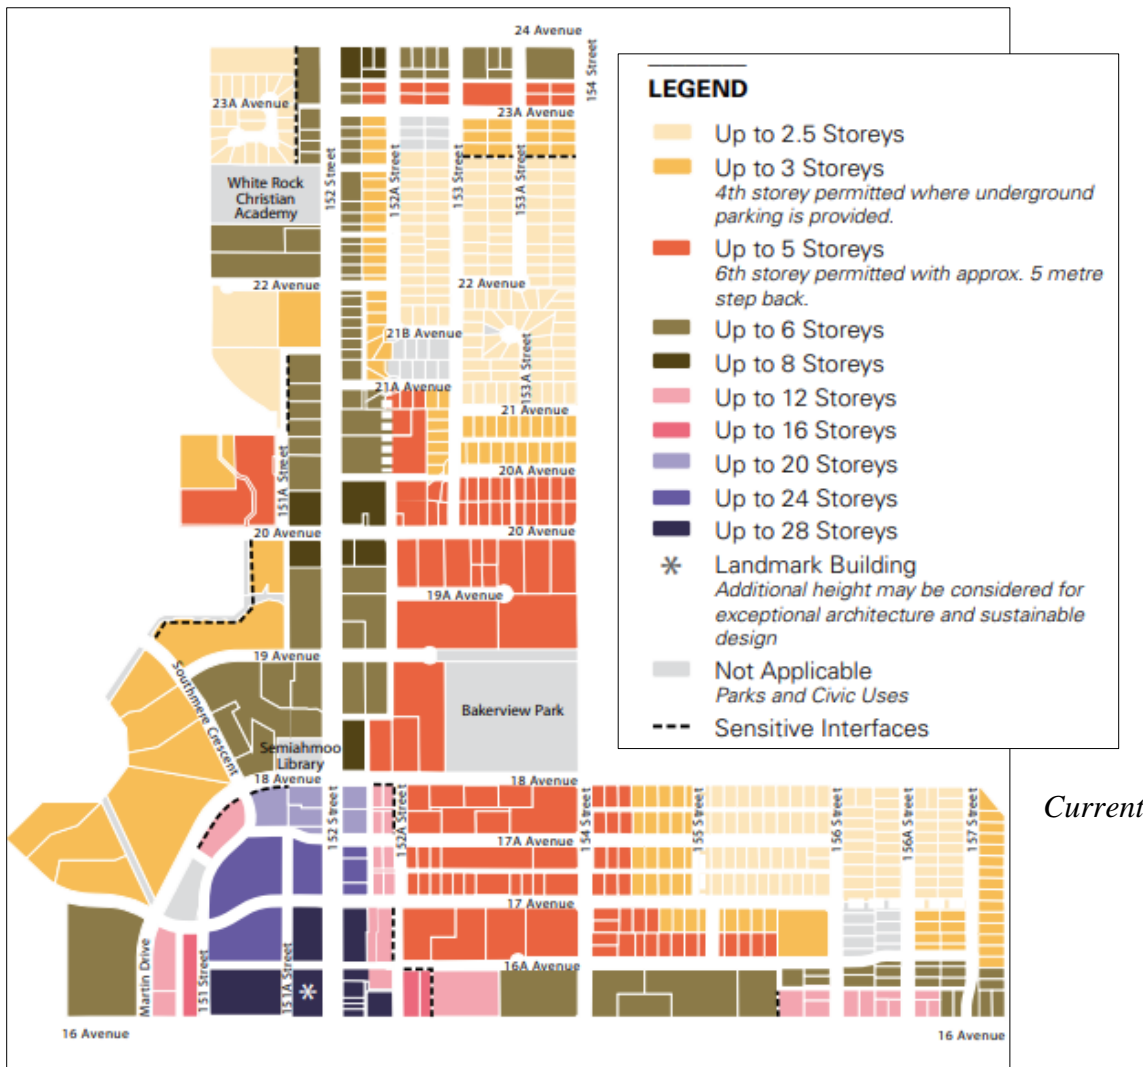 24 Avenue
154 Street
23A Avenue
23A Avenue
White Rock
Christian
Academy
152 Street
152A Street
153 Street
153A Street
22 Avenue
22 Avenue
21B Avenue
153A Street
21A Avenue
21 Avenue
20A Avenue
151A Street
20 Avenue
20 Avenue
19A Avenue
19 Avenue
Southmere Crescent
Bakerview Park
Semiahmoo
Library
18 Avenue
18 Avenue
152 Street
152A Street
17A Avenue
154 Street
155 Street
156 Street
156A Street
157 Street
17 Avenue
16A Avenue
Martin Drive
151 Street
151A Street
16 Avenue
16 Avenue
LEGEND
Up to 2.5 Storeys
Up to 3 Storeys
4th storey permitted where underground
parking is provided.
Up to 5 Storeys
6th storey permitted with approx. 5 metre
step back.
Up to 6 Storeys
Up to 8 Storeys
Up to 12 Storeys
Up to 16 Storeys
Up to 20 Storeys
Up to 24 Storeys
Up to 28 Storeys
Landmark Building
Additional height may be considered for
exceptional architecture and sustainable
design
Not Applicable
Parks and Civic Uses
Sensitive Interfaces
Current